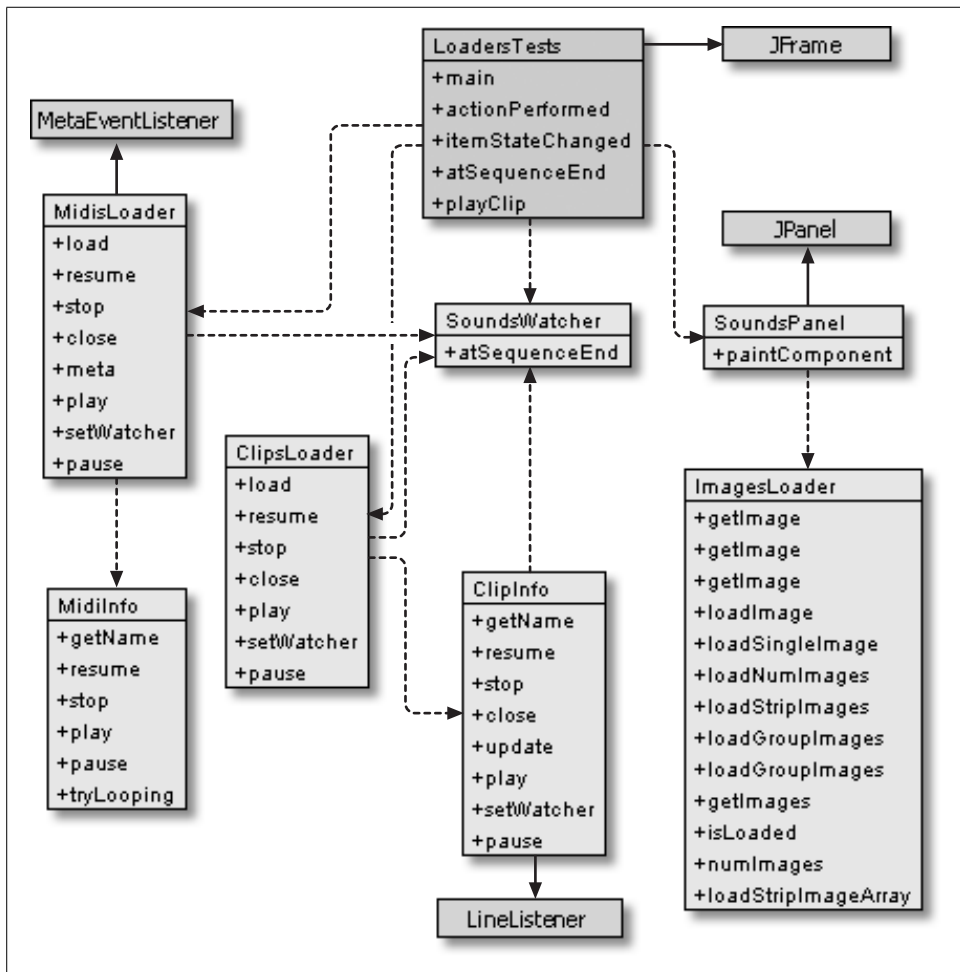 LoadersTests
+main
+actionPerformed
+itemStateChanged
+atSequenceEnd
+playClip
JFrame
MetaEventListener
MidisLoader
+load
+resume
+stop
+close
+meta
+play
+setWatcher
+pause
SoundsWatcher
+atSequenceEnd
JPanel
SoundsPanel
+paintComponent
ClipsLoader
+load
+resume
+stop
+close
+play
+setWatcher
+pause
MidiInfo
+getName
+resume
+stop
+play
+pause
+tryLooping
ClipInfo
+getName
+resume
+stop
+close
+update
+play
+setWatcher
+pause
LineListener
ImagesLoader
+getImage
+getImage
+getImage
+loadImage
+loadSingleImage
+loadNumImages
+loadStripImages
+loadGroupImages
+loadGroupImages
+getImages
+isLoaded
+numImages
+loadStripImageArray